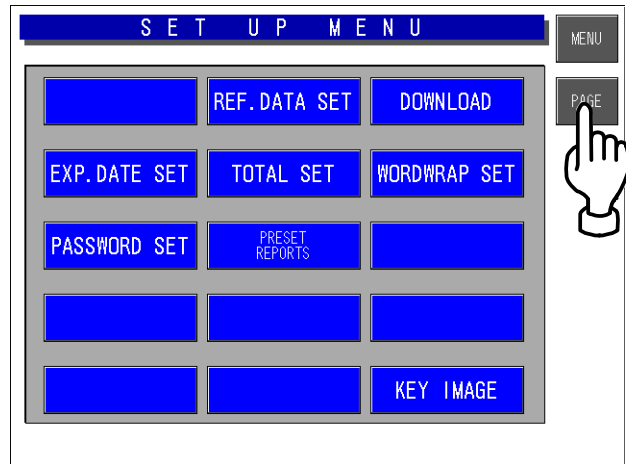 SET UP MENU
MENU
REF.DATA SET
DOWNLOAD
PAGE
EXP.DATE SET
TOTAL SET
WORDWRAP SET
PASSWORD SET
PRESET
REPORTS
KEY IMAGE